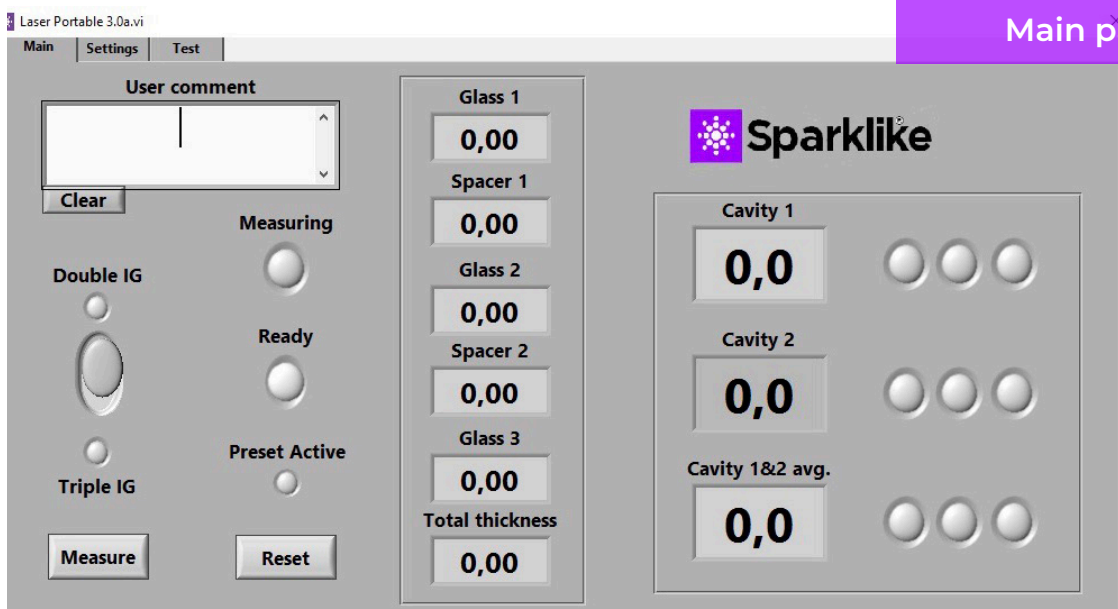 Laser Portable 3.0a.vi
Main p
Main
Settings
Test
User comment
Clear
Measuring
Double IG
Ready
Preset Active
Triple IG
Measure
Reset
Glass 1
0,00
Spacer 1
0,00
Glass 2
0,00
Spacer 2
0,00
Glass 3
0,00
Total thickness
0,00
Sparklike®
Cavity 1
0,0
Cavity 2
0,0
Cavity 1&2 avg.
0,0